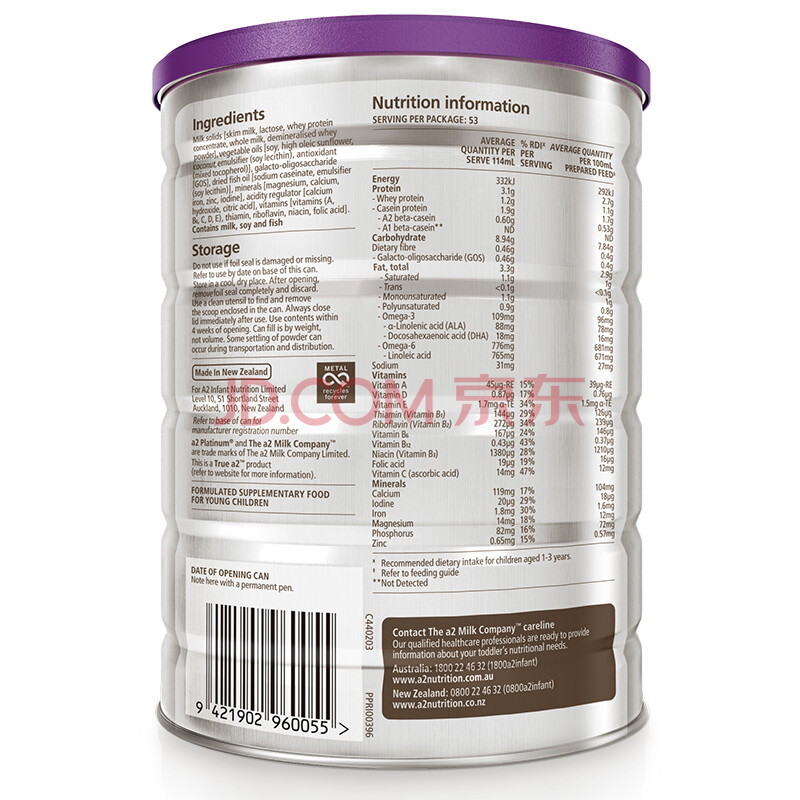 Ingredients
Milk solids [skim milk, lactose, whey protein
concentrate, whole milk, demineralised whey
powder], vegetable oils [soy, high oleic sunflower,
coconut, emulsifier (soy lecithin), antioxidant
(mixed tocopherol)], galacto-oligosaccharide
[GOS], dried fish oil [sodium caseinate, emulsifier
(soy lecithin)], minerals [magnesium, calcium,
iron, zinc, iodine], acidity regulator [calcium
hydroxide, citric acid], vitamins [vitamins (A,
B₆, C, D, E), thiamin, riboflavin, niacin, folic acid].
Contains milk, soy and fish
Storage
Do not use if foil seal is damaged or missing.
Refer to use by date on base of this can.
Store in a cool, dry place. After opening,
remove foil seal completely and discard.
Use a clean utensil to find and remove
the scoop enclosed in the can. Always close
lid immediately after use. Use contents within
4 weeks of opening. Can fill is by weight,
not volume. Some settling of powder can
occur during transportation and distribution.
Made in New Zealand
METAL
recycles
forever
For A2 Infant Nutrition Limited
Level 10, 51 Shortland Street
Auckland, 1010, New Zealand
Refer to base of can for
manufacturer registration number
a2 Platinum® and The a2 Milk Company™
are trade marks of The a2 Milk Company Limited.
This is a True a2™ product
(refer to website for more information).
FORMULATED SUPPLEMENTARY FOOD
FOR YOUNG CHILDREN
Nutrition information
SERVING PER PACKAGE: 53
AVERAGE QUANTITY PER SERVE 114mL % RDI* PER SERVING AVERAGE QUANTITY PER 100mL PREPARED FEED‡
Energy 332kJ 292kJ
Protein 3.1g 2.7g
- Whey protein 1.2g 1.1g
- Casein protein 1.9g 1.7g
- A2 beta-casein 0.60g 0.53g
- A1 beta-casein** ND ND
Carbohydrate 8.94g 7.84g
Dietary fibre 0.46g 0.4g
- Galacto-oligosaccharide (GOS) 0.46g 0.4g
Fat, total 3.3g 2.9g
- Saturated 1.1g 1g
- Trans <0.1g <0.1g
- Monounsaturated 1.1g 1g
- Polyunsaturated 0.9g 0.8g
- Omega-3 109mg 96mg
- α-Linolenic acid (ALA) 88mg 78mg
- Docosahexaenoic acid (DHA) 18mg 16mg
- Omega-6 776mg 681mg
- Linoleic acid 765mg 671mg
Sodium 31mg 27mg
Vitamins
Vitamin A 45µg-RE 15% 39µg-RE
Vitamin 0.87µg 17% 0.76µg
Vitamin E 1.7mg α-TE 34% 1.5mg α-TE
Thiamin (Vitamin B₁) 126µg
Riboflavin (Vitamin B₂) 272µg 34% 239µg
Vitamin B₆ 167µg 24% 146µg
Vitamin B₁₂ 0.43µg 43% 0.37µg
Niacin (Vitamin B₃) 1380µg 28% 1210µg
Folic acid 19µg 19% 16µg
Vitamin C (ascorbic acid) 14mg 47% 12mg
Minerals
Calcium 119mg 17% 104mg
Iodine 20µg 29% 18µg
Iron 1.8mg 30% 1.6mg
Magnesium 14mg 18% 12mg
Phosphorus 82mg 16% 72mg
Zinc 0.65mg 15% 0.57mg
* Recommended dietary intake for children aged 1-3 years.
‡ Refer to feeding guide
**Not Detected
JD.COM 京东
DATE OF OPENING CAN
Note here with a permanent pen.
9 421902 960055 >
C440203
PPRI00396
Contact The a2 Milk Company™ careline
Our qualified healthcare professionals are ready to provide
information about your toddler's nutritional needs.
Australia: 1800 22 46 32 (1800a2infant)
www.a2nutrition.com.au
New Zealand: 0800 22 46 32 (0800a2infant)
www.a2nutrition.co.nz